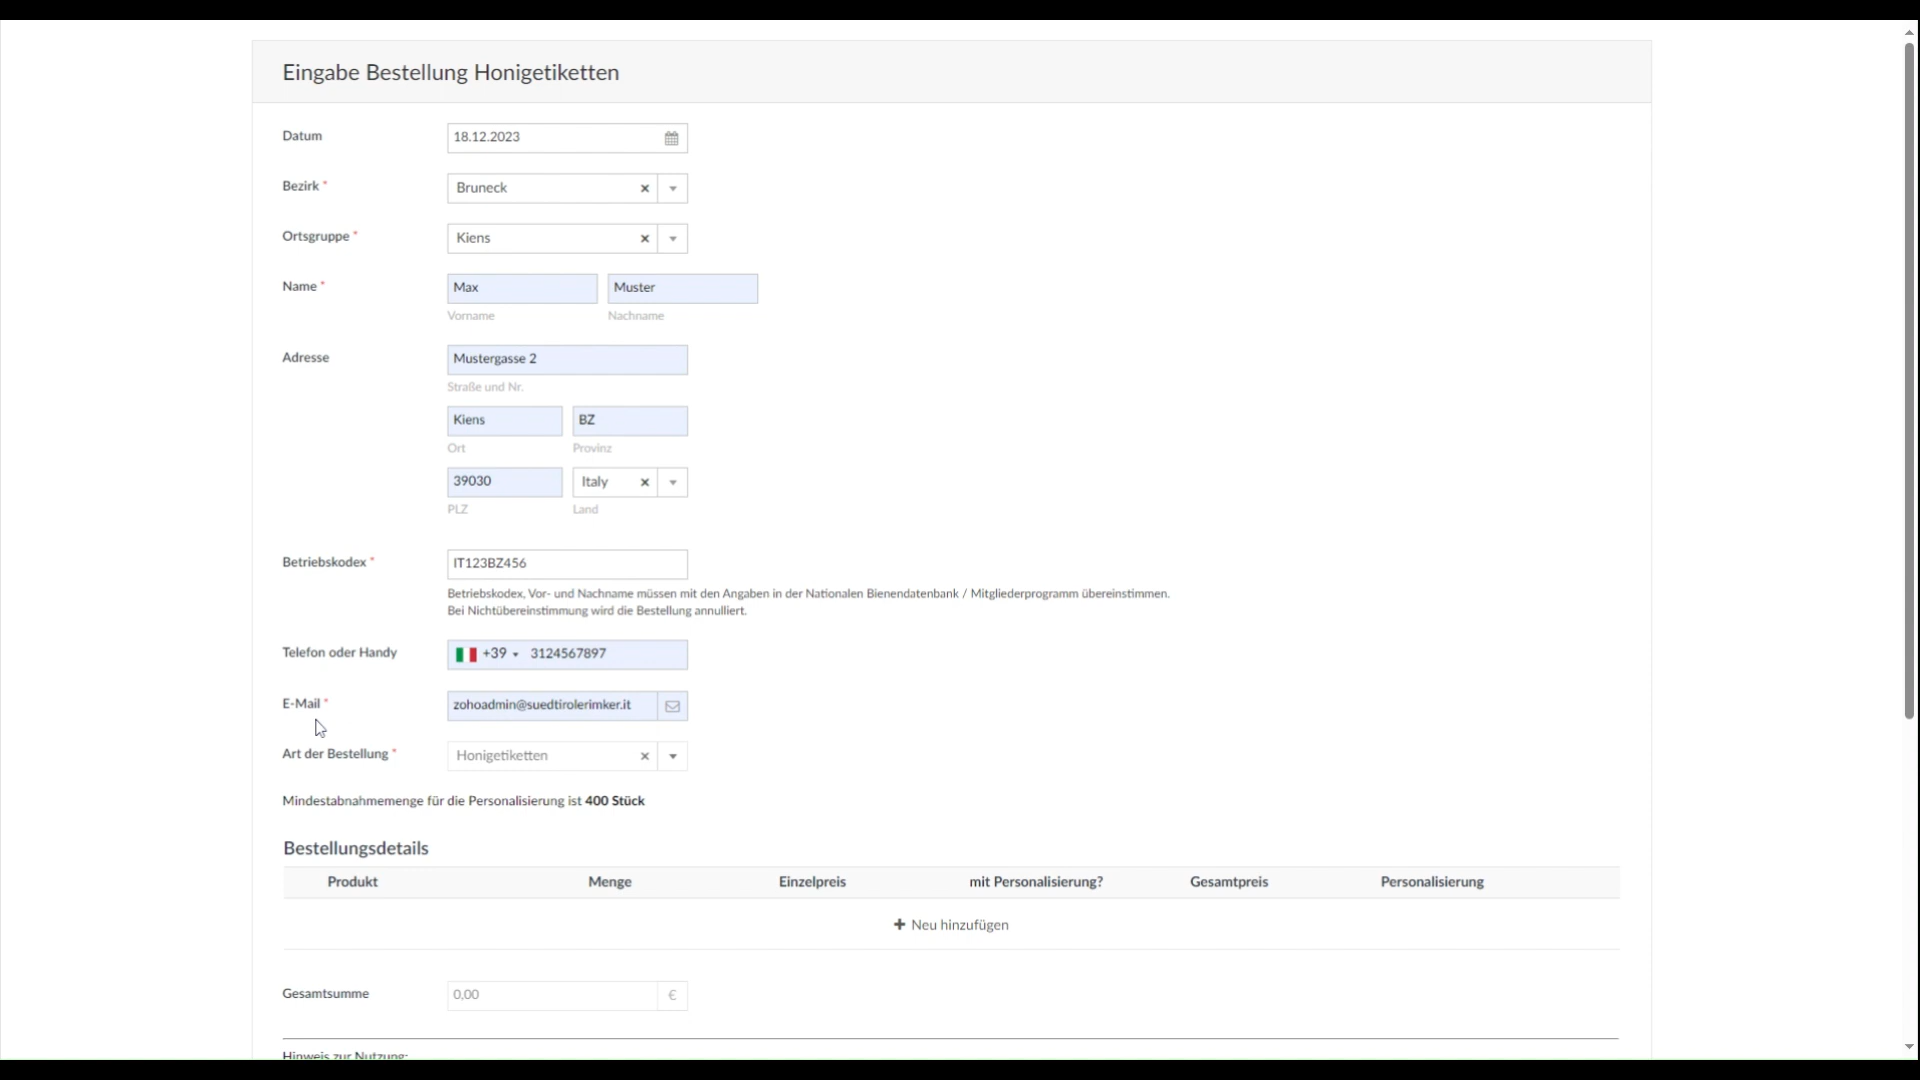 Eingabe Bestellung Honigetiketten
Datum
18.12.2023
Bezirk *
Bruneck
Ortsgruppe *
Kiens
Name *
Max Muster
Vorname Nachname
Adresse
Mustergasse 2
Straße und Nr.
Kiens BZ
Ort Provinz
39030 Italy
PLZ Land
Betriebskodex *
IT123BZ456
Betriebskodex, Vor- und Nachname müssen mit den Angaben in der Nationalen Bienendatenbank / Mitgliederprogramm übereinstimmen.
Bei Nichtübereinstimmung wird die Bestellung annulliert.
Telefon oder Handy
+39 3124567897
E-Mail *
zohoadmin@suedtirolerimker.it
Art der Bestellung *
Honigetiketten
Mindestabnahmemenge für die Personalisierung ist 400 Stück
Bestellungsdetails
Produkt Menge Einzelpreis mit Personalisierung? Gesamtpreis Personalisierung
+ Neu hinzufügen
Gesamtsumme
0,00 €
Hinweis zur Nutzung: